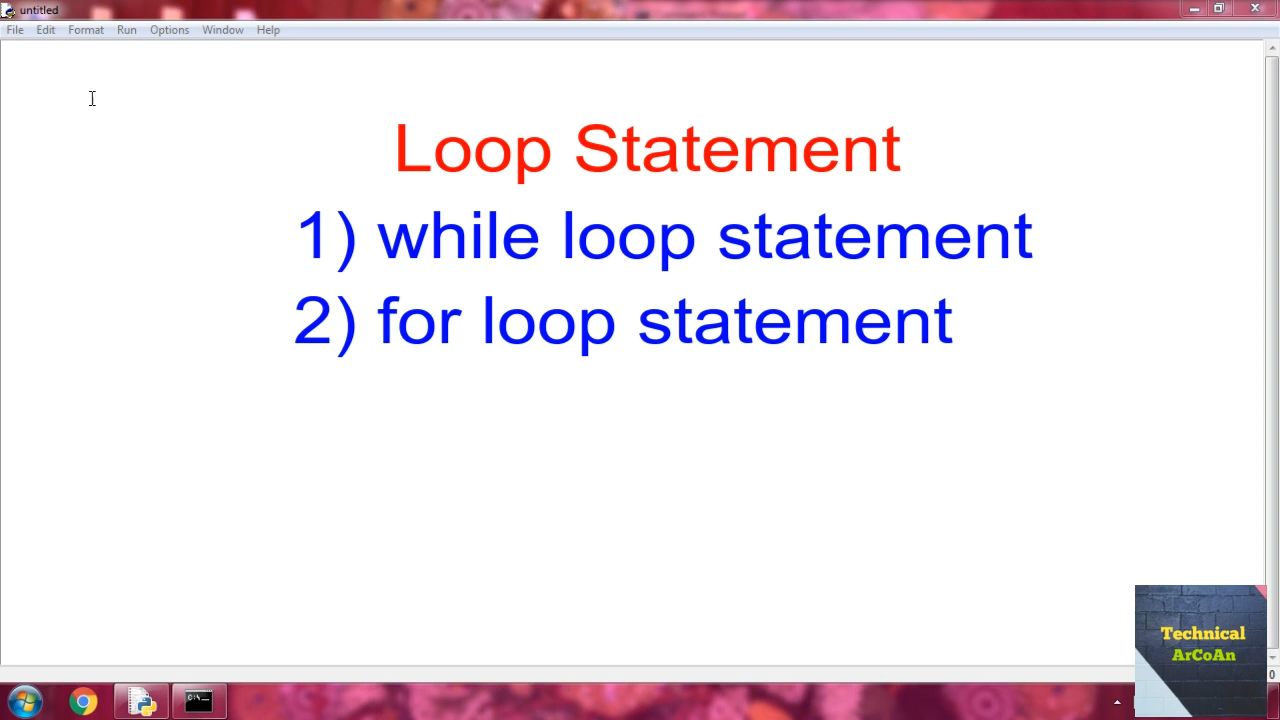 untitled
File Edit Format Run Options Window Help
Loop Statement
1) while loop statement
2) for loop statement
Technical
ArCoAn
0
C:\._